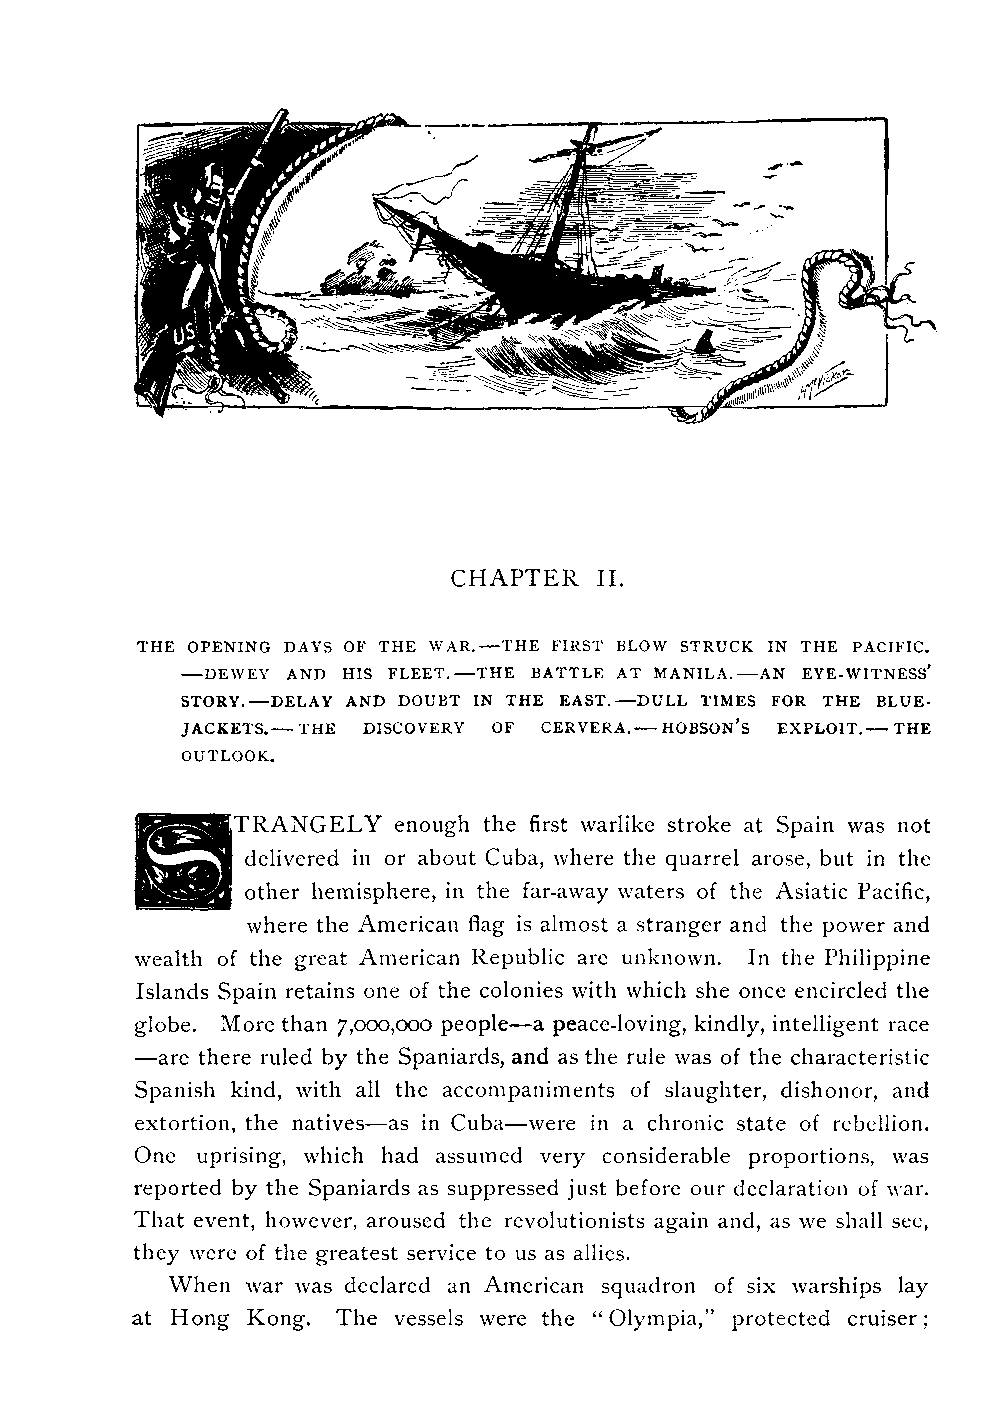 US
CHAPTER II.
THE OPENING DAYS OF THE WAR.—THE FIRST BLOW STRUCK IN THE PACIFIC.
—DEWEY AND HIS FLEET.—THE BATTLE AT MANILA.—AN EYE-WITNESS'
STORY.—DELAY AND DOUBT IN THE EAST.—DULL TIMES FOR THE BLUE-
JACKETS.—THE DISCOVERY OF CERVERA.—HOBSON'S EXPLOIT.—THE
OUTLOOK.
STRANGELY enough the first warlike stroke at Spain was not
delivered in or about Cuba, where the quarrel arose, but in the
other hemisphere, in the far-away waters of the Asiatic Pacific,
where the American flag is almost a stranger and the power and
wealth of the great American Republic are unknown. In the Philippine
Islands Spain retains one of the colonies with which she once encircled the
globe. More than 7,000,000 people—a peace-loving, kindly, intelligent race
—are there ruled by the Spaniards, and as the rule was of the characteristic
Spanish kind, with all the accompaniments of slaughter, dishonor, and
extortion, the natives—as in Cuba—were in a chronic state of rebellion.
One uprising, which had assumed very considerable proportions, was
reported by the Spaniards as suppressed just before our declaration of war.
That event, however, aroused the revolutionists again and, as we shall see,
they were of the greatest service to us as allies.
When war was declared an American squadron of six warships lay
at Hong Kong. The vessels were the "Olympia," protected cruiser;